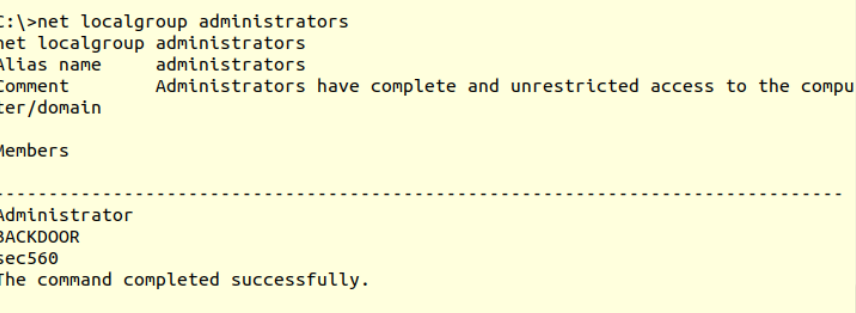 C:\>net localgroup administrators
net localgroup administrators
Alias name     administrators
Comment        Administrators have complete and unrestricted access to the compu
ter/domain
Members
-------------------------------------------------------------------------------
Administrator
BACKDOOR
sec560
The command completed successfully.